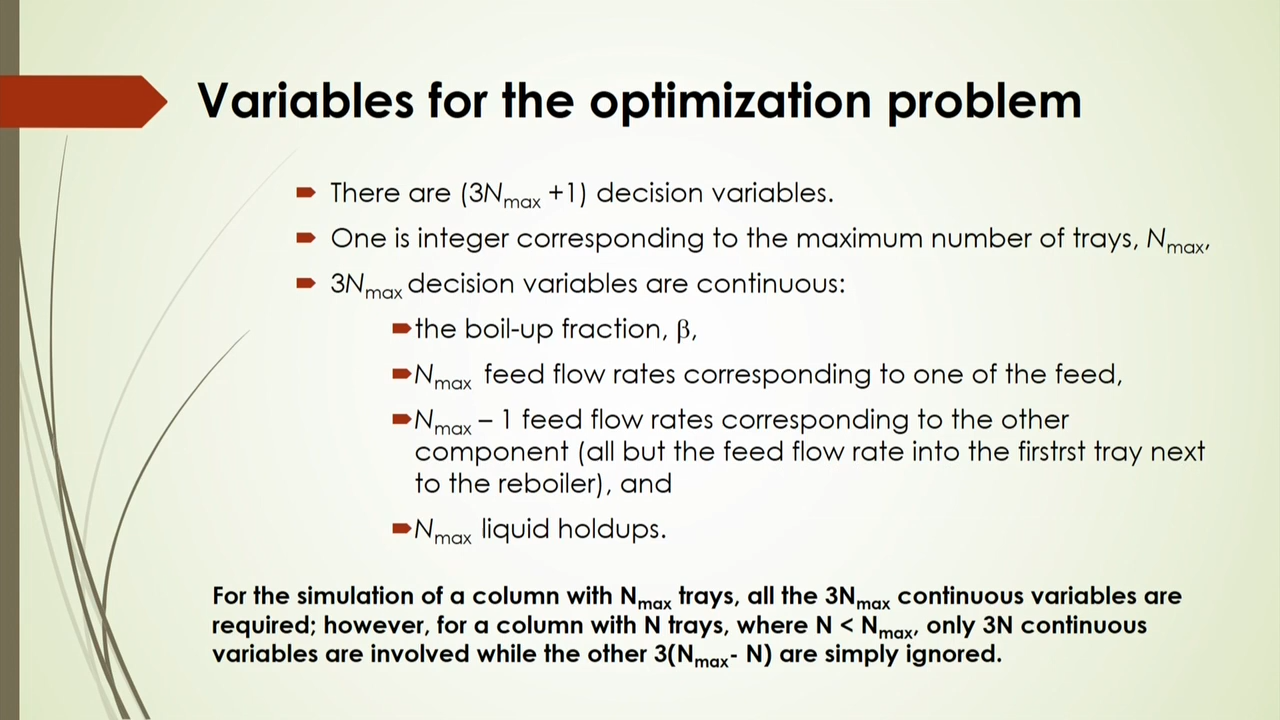 Variables for the optimization problem
There are (3Nmax +1) decision variables.
One is integer corresponding to the maximum number of trays, Nmax,
3Nmax decision variables are continuous:
the boil-up fraction, β,
Nmax feed flow rates corresponding to one of the feed,
Nmax – 1 feed flow rates corresponding to the other
component (all but the feed flow rate into the firstrst tray next
to the reboiler), and
Nmax liquid holdups.
For the simulation of a column with Nmax trays, all the 3Nmax continuous variables are
required; however, for a column with N trays, where N < Nmax, only 3N continuous
variables are involved while the other 3(Nmax- N) are simply ignored.